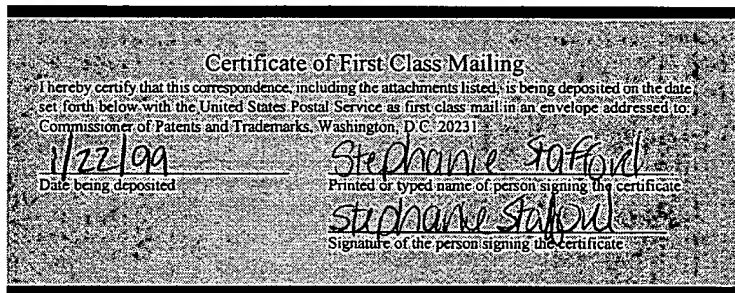 Certificate of First Class Mailing
I hereby certify that this correspondence, including the attachments listed, is being deposited on the date
set forth below with the United States Postal Service as first class mail in an envelope addressed to:
Commissioner of Patents and Trademarks, Washington, D.C. 20231
1/22/99 Stephanie Stafford
Date being deposited Printed or typed name of person signing the certificate
Stephanie Stafford
Signature of the person signing the certificate